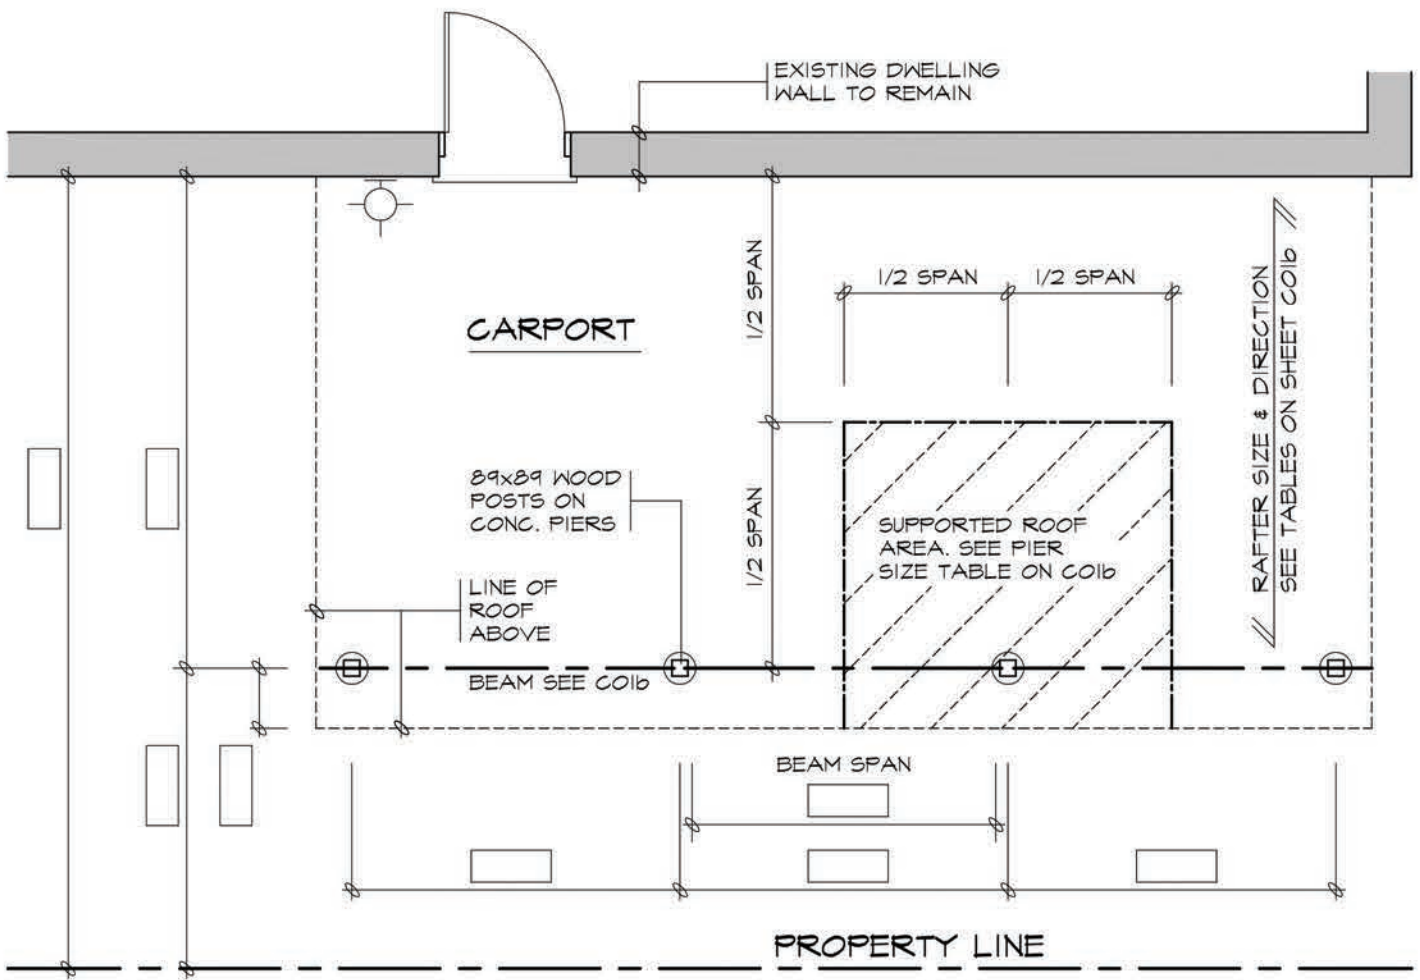 EXISTING DWELLING
WALL TO REMAIN
1/2 SPAN
1/2 SPAN
1/2 SPAN
CARPORT
RAFTER SIZE & DIRECTION
SEE TABLES ON SHEET C01b
89x89 WOOD
POSTS ON
CONC. PIERS
1/2 SPAN
SUPPORTED ROOF
AREA. SEE PIER
SIZE TABLE ON C01b
LINE OF
ROOF
ABOVE
BEAM SEE C01b
BEAM SPAN
PROPERTY LINE